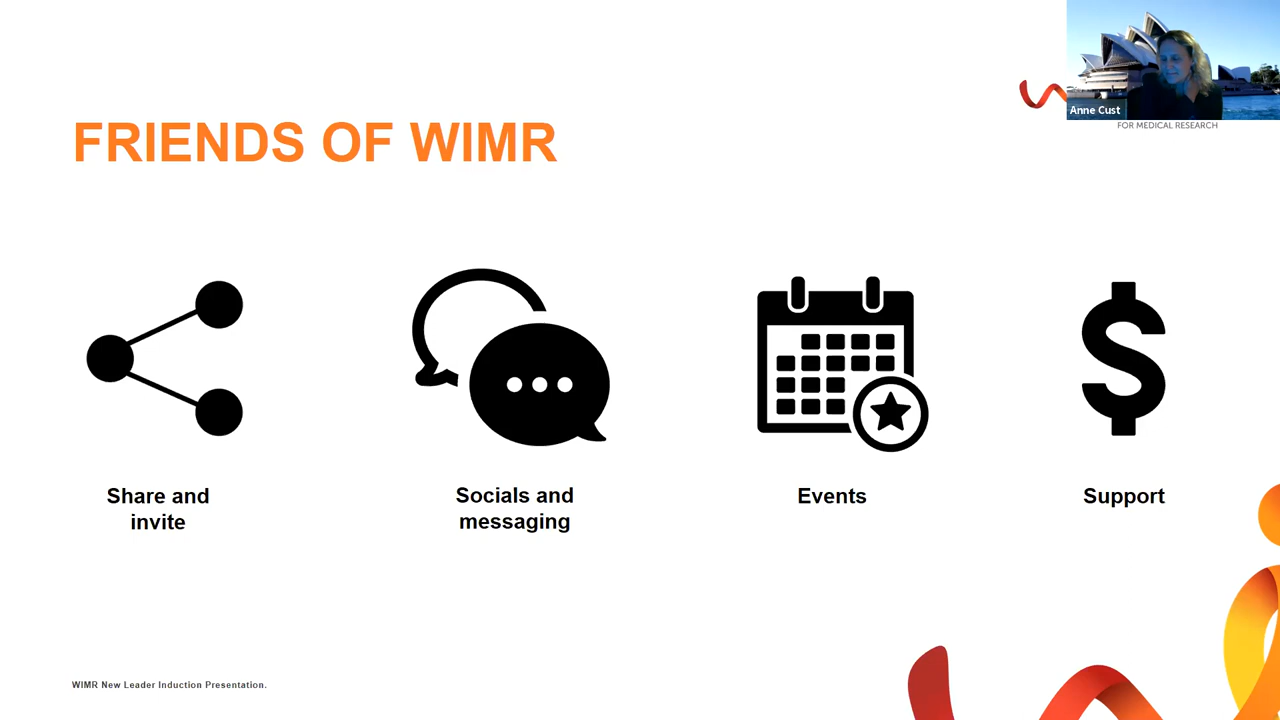 Anne Cust
FOR MEDICAL RESEARCH
FRIENDS OF WIMR
Share and
invite
Socials and
messaging
Events
Support
WIMR New Leader Induction Presentation.